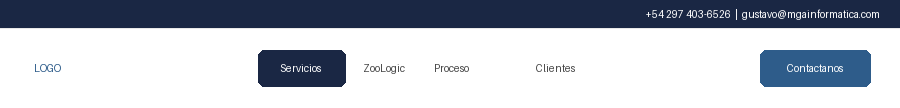 +54 297 403-6526 | gustavo@mgainformatica.com
LOGO Servicios ZooLogic Proceso Clientes Contactanos